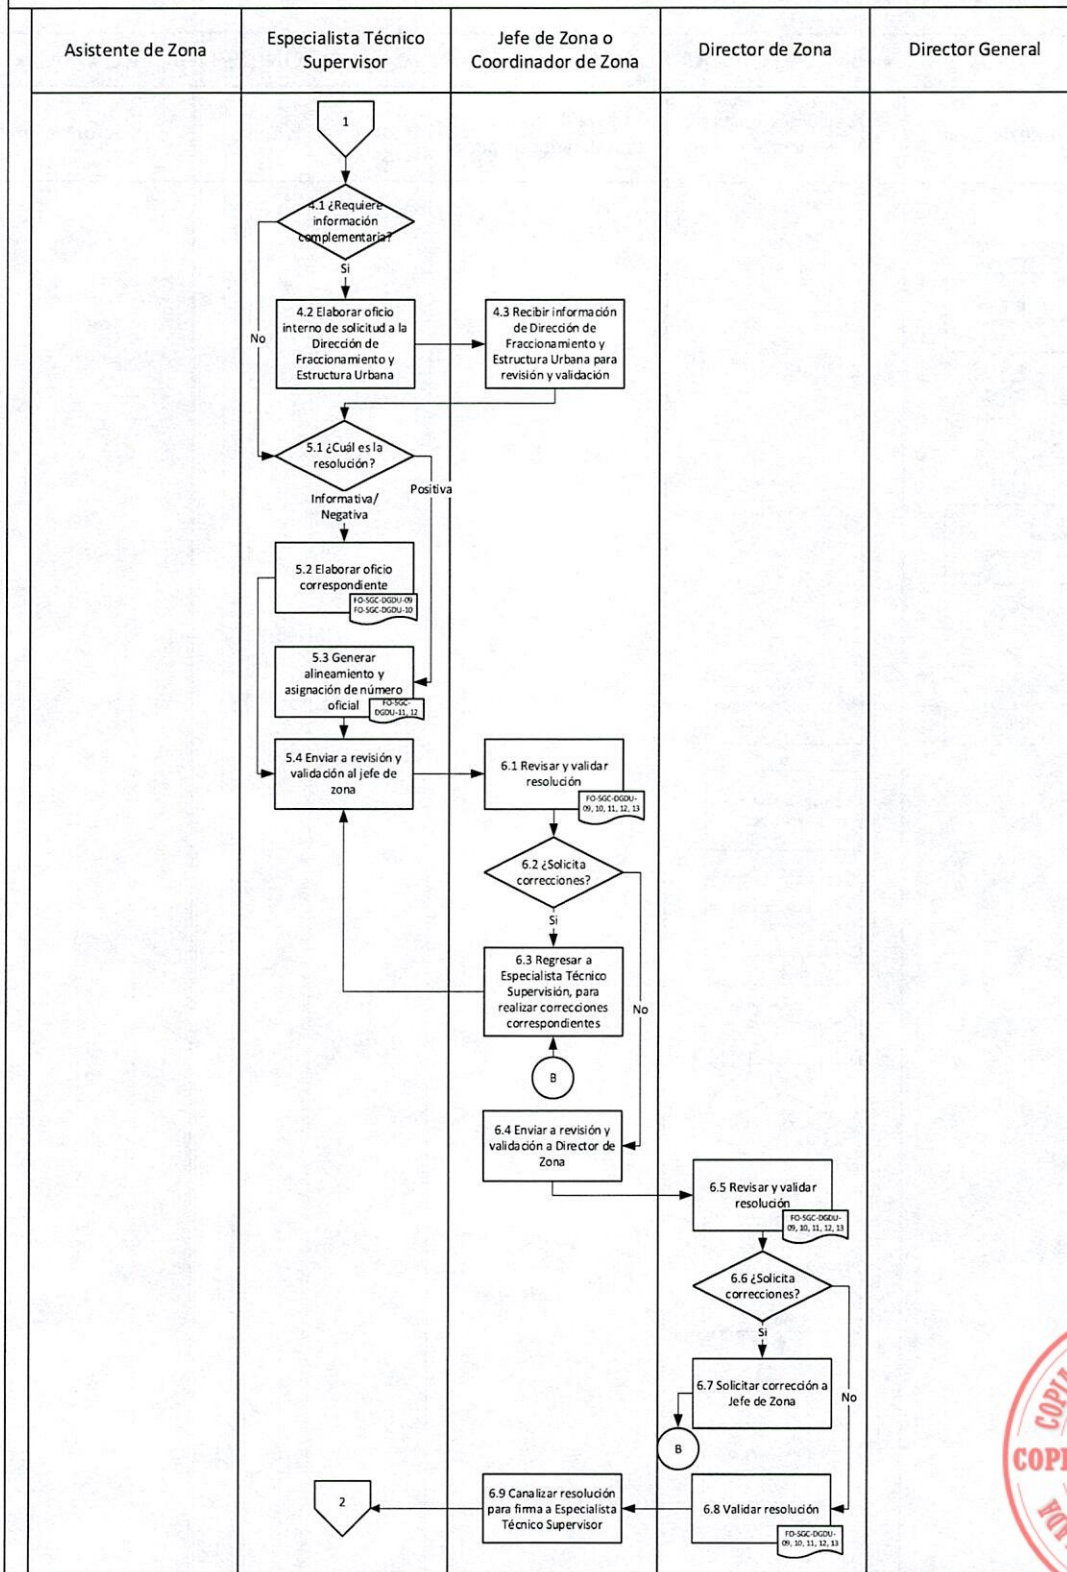 Asistente de Zona
Especialista Técnico
Supervisor
Jefe de Zona o
Coordinador de Zona
Director de Zona
Director General
1
4.1 ¿Requiere
información
complementaria?
Si
No
4.2 Elaborar oficio
interno de solicitud a la
Dirección de
Fraccionamiento y
Estructura Urbana
4.3 Recibir información
de Dirección de
Fraccionamiento y
Estructura Urbana para
revisión y validación
5.1 ¿Cuál es la
resolución?
Positiva
Informativa/
Negativa
5.2 Elaborar oficio
correspondiente
FO-SGC-DGDU-09
FO-SGC-DGDU-10
5.3 Generar
alineamiento y
asignación de número
oficial
FO-SGC-
DGDU-11, 12
5.4 Enviar a revisión y
validación al jefe de
zona
6.1 Revisar y validar
resolución
FO-SGC-DGDU-
09, 10, 11, 12, 13
6.2 ¿Solicita
correcciones?
Si
No
6.3 Regresar a
Especialista Técnico
Supervisión, para
realizar correcciones
correspondientes
B
6.4 Enviar a revisión y
validación a Director de
Zona
6.5 Revisar y validar
resolución
FO-SGC-DGDU-
09, 10, 11, 12, 13
6.6 ¿Solicita
correcciones?
Si
No
6.7 Solicitar corrección a
Jefe de Zona
B
6.8 Validar resolución
FO-SGC-DGDU-
09, 10, 11, 12, 13
6.9 Canalizar resolución
para firma a Especialista
Técnico Supervisor
2